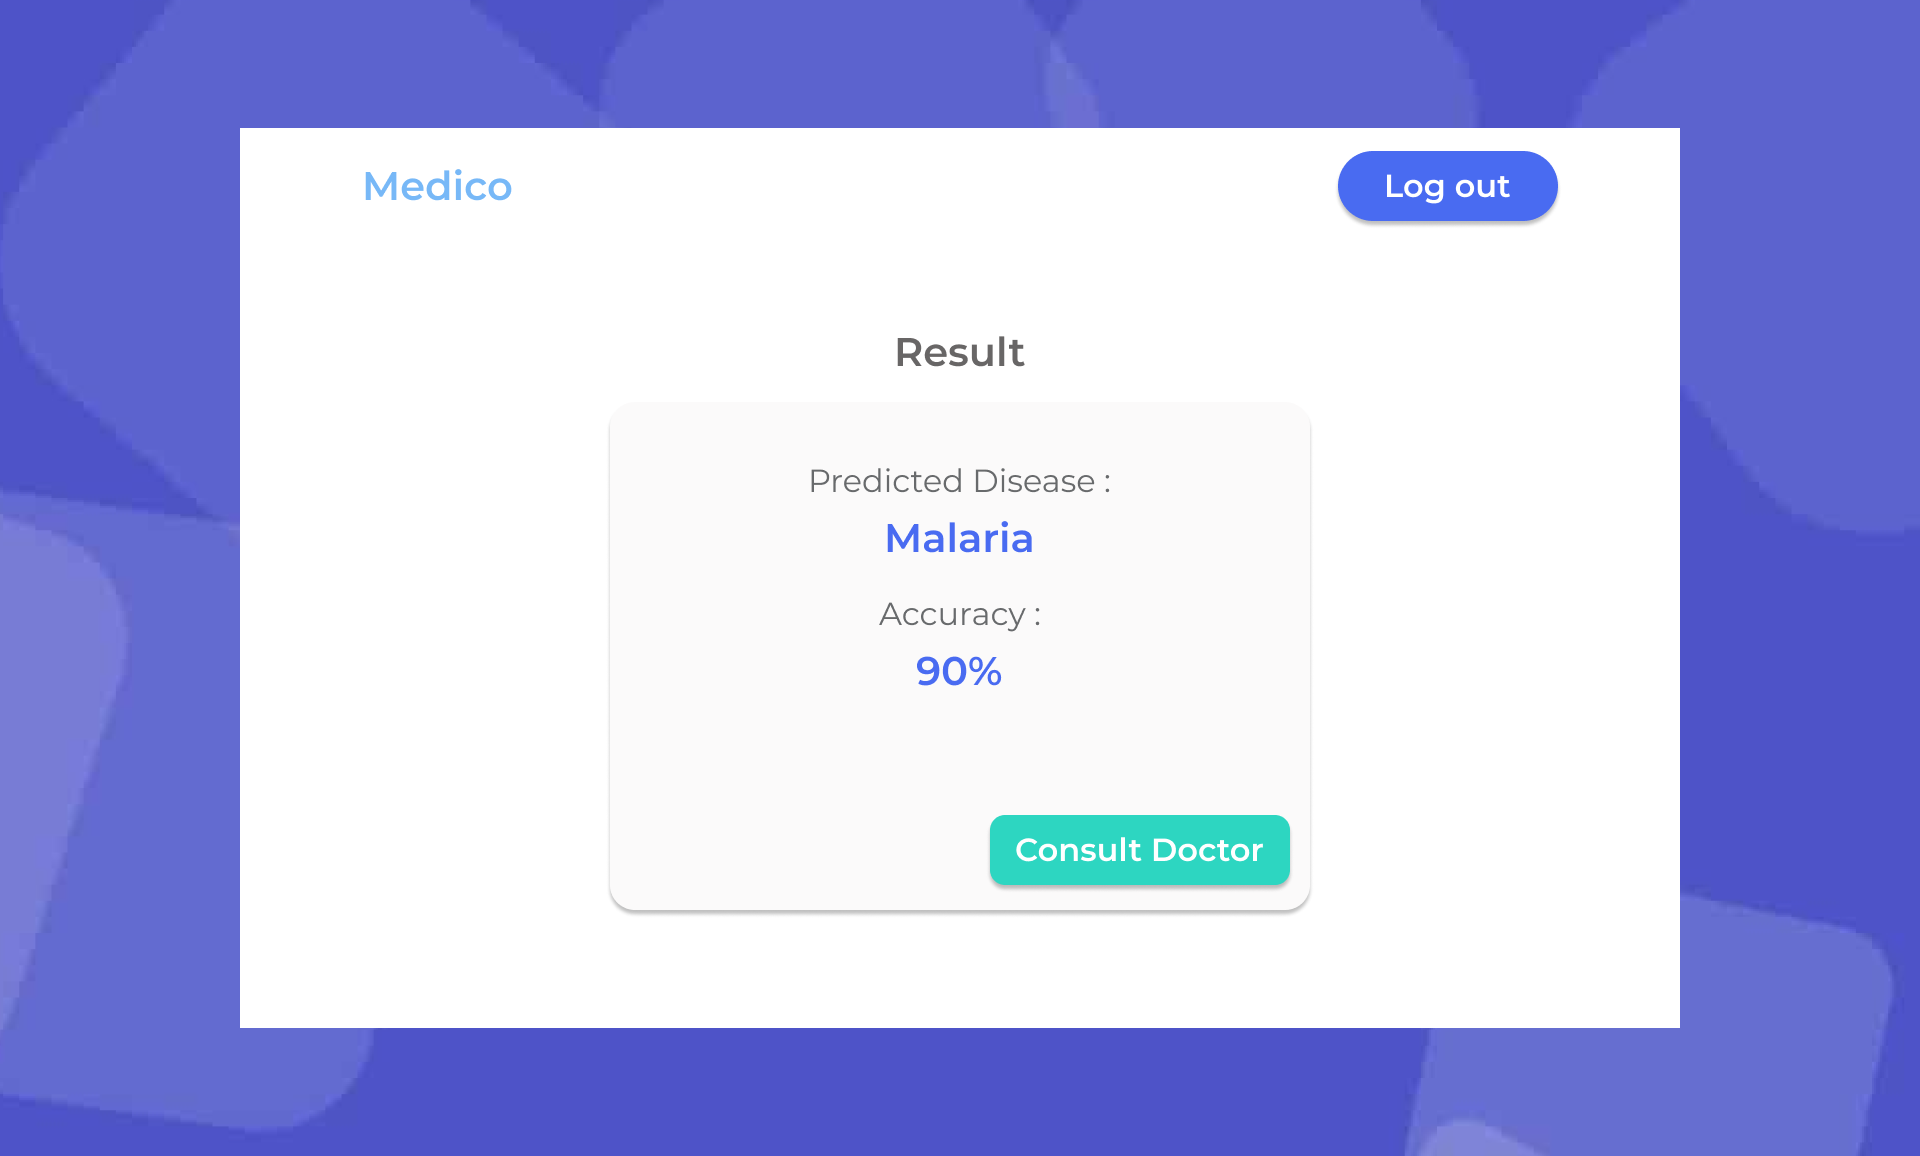 Medico
Log out
Result
Predicted Disease :
Malaria
Accuracy :
90%
Consult Doctor